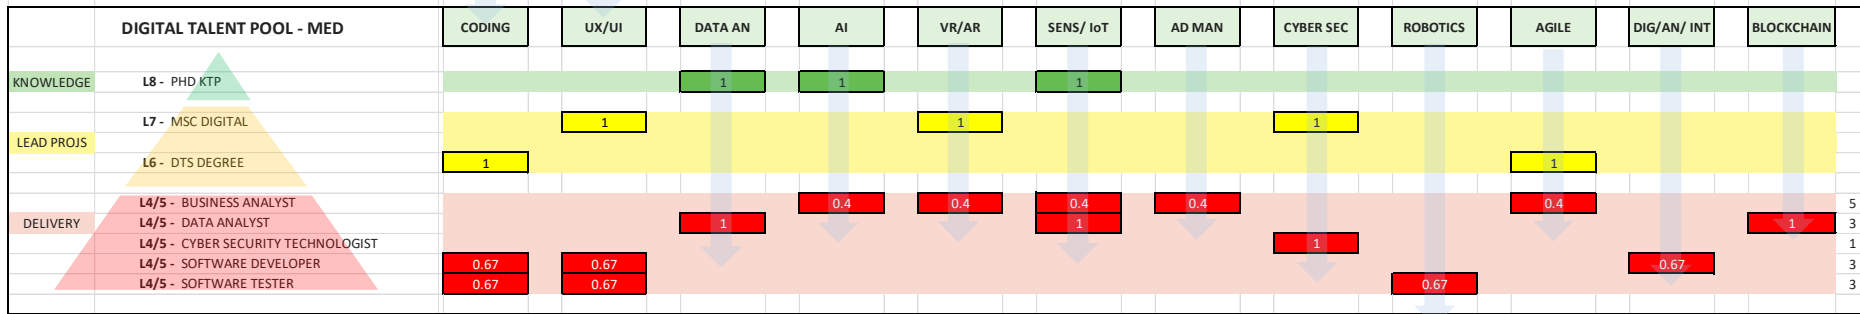 DIGITAL TALENT POOL - MED CODING UX/UI DATA AN AI VR/AR SENS/ IoT AD MAN CYBER SEC ROBOTICS AGILE DIG/AN/ INT BLOCKCHAIN
KNOWLEDGE L8 - PHD KTP 1 1 1
L7 - MSC DIGITAL 1 1 1
LEAD PROJS
L6 - DTS DEGREE 1 1
L4/5 - BUSINESS ANALYST 0.4 0.4 0.4 0.4 0.4 5
DELIVERY L4/5 - DATA ANALYST 1 1 1 3
L4/5 - CYBER SECURITY TECHNOLOGIST 1 1
L4/5 - SOFTWARE DEVELOPER 0.67 0.67 0.67 3
L4/5 - SOFTWARE TESTER 0.67 0.67 0.67 3